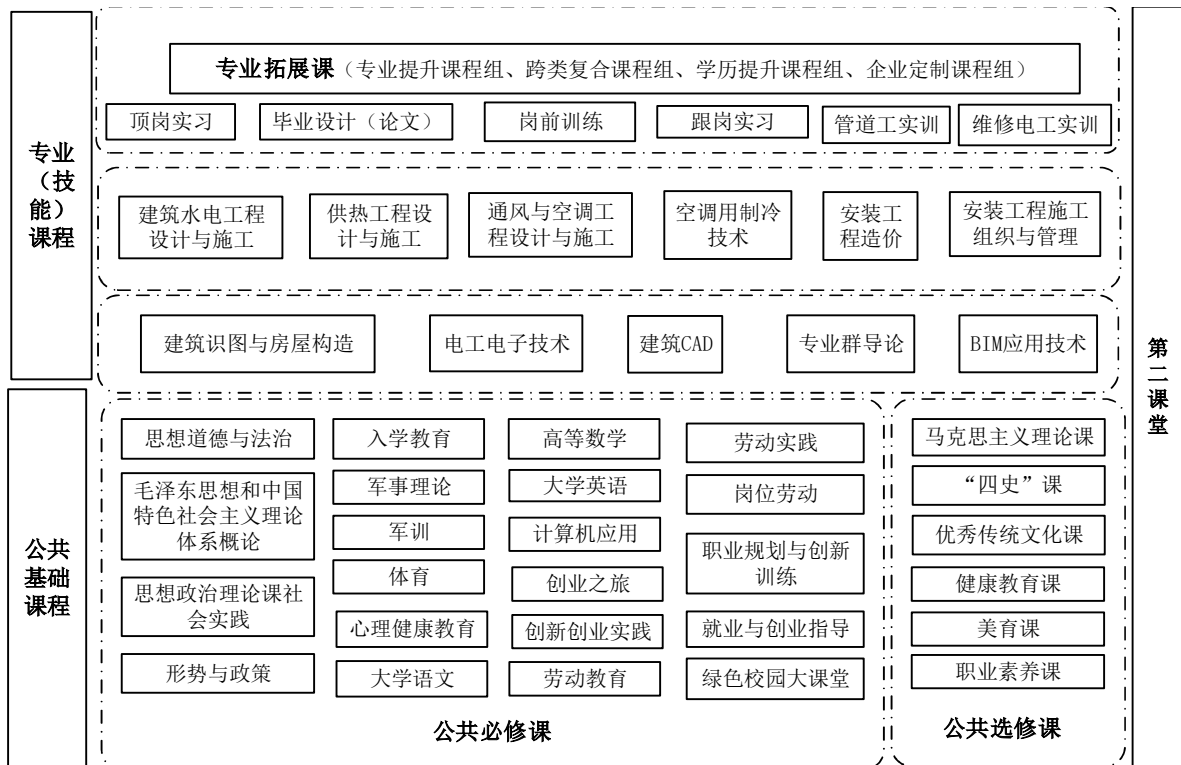 专业
（技
能）
课程
专业拓展课（专业提升课程组、跨类复合课程组、学历提升课程组、企业定制课程组）
顶岗实习
毕业设计（论文）
岗前训练
跟岗实习
管道工实训
维修电工实训
建筑水电工程
设计与施工
供热工程设
计与施工
通风与空调工
程设计与施工
空调用制冷
技术
安装工
程造价
安装工程施工
组织与管理
建筑识图与房屋构造
电工电子技术
建筑CAD
专业群导论
BIM应用技术
公共
基础
课程
思想道德与法治
毛泽东思想和中国
特色社会主义理论
体系概论
思想政治理论课社
会实践
形势与政策
入学教育
军事理论
军训
体育
心理健康教育
大学语文
高等数学
大学英语
计算机应用
创业之旅
创新创业实践
劳动教育
劳动实践
岗位劳动
职业规划与创新
训练
就业与创业指导
绿色校园大课堂
公共必修课
马克思主义理论课
“四史”课
优秀传统文化课
健康教育课
美育课
职业素养课
公共选修课
第
二
课
堂